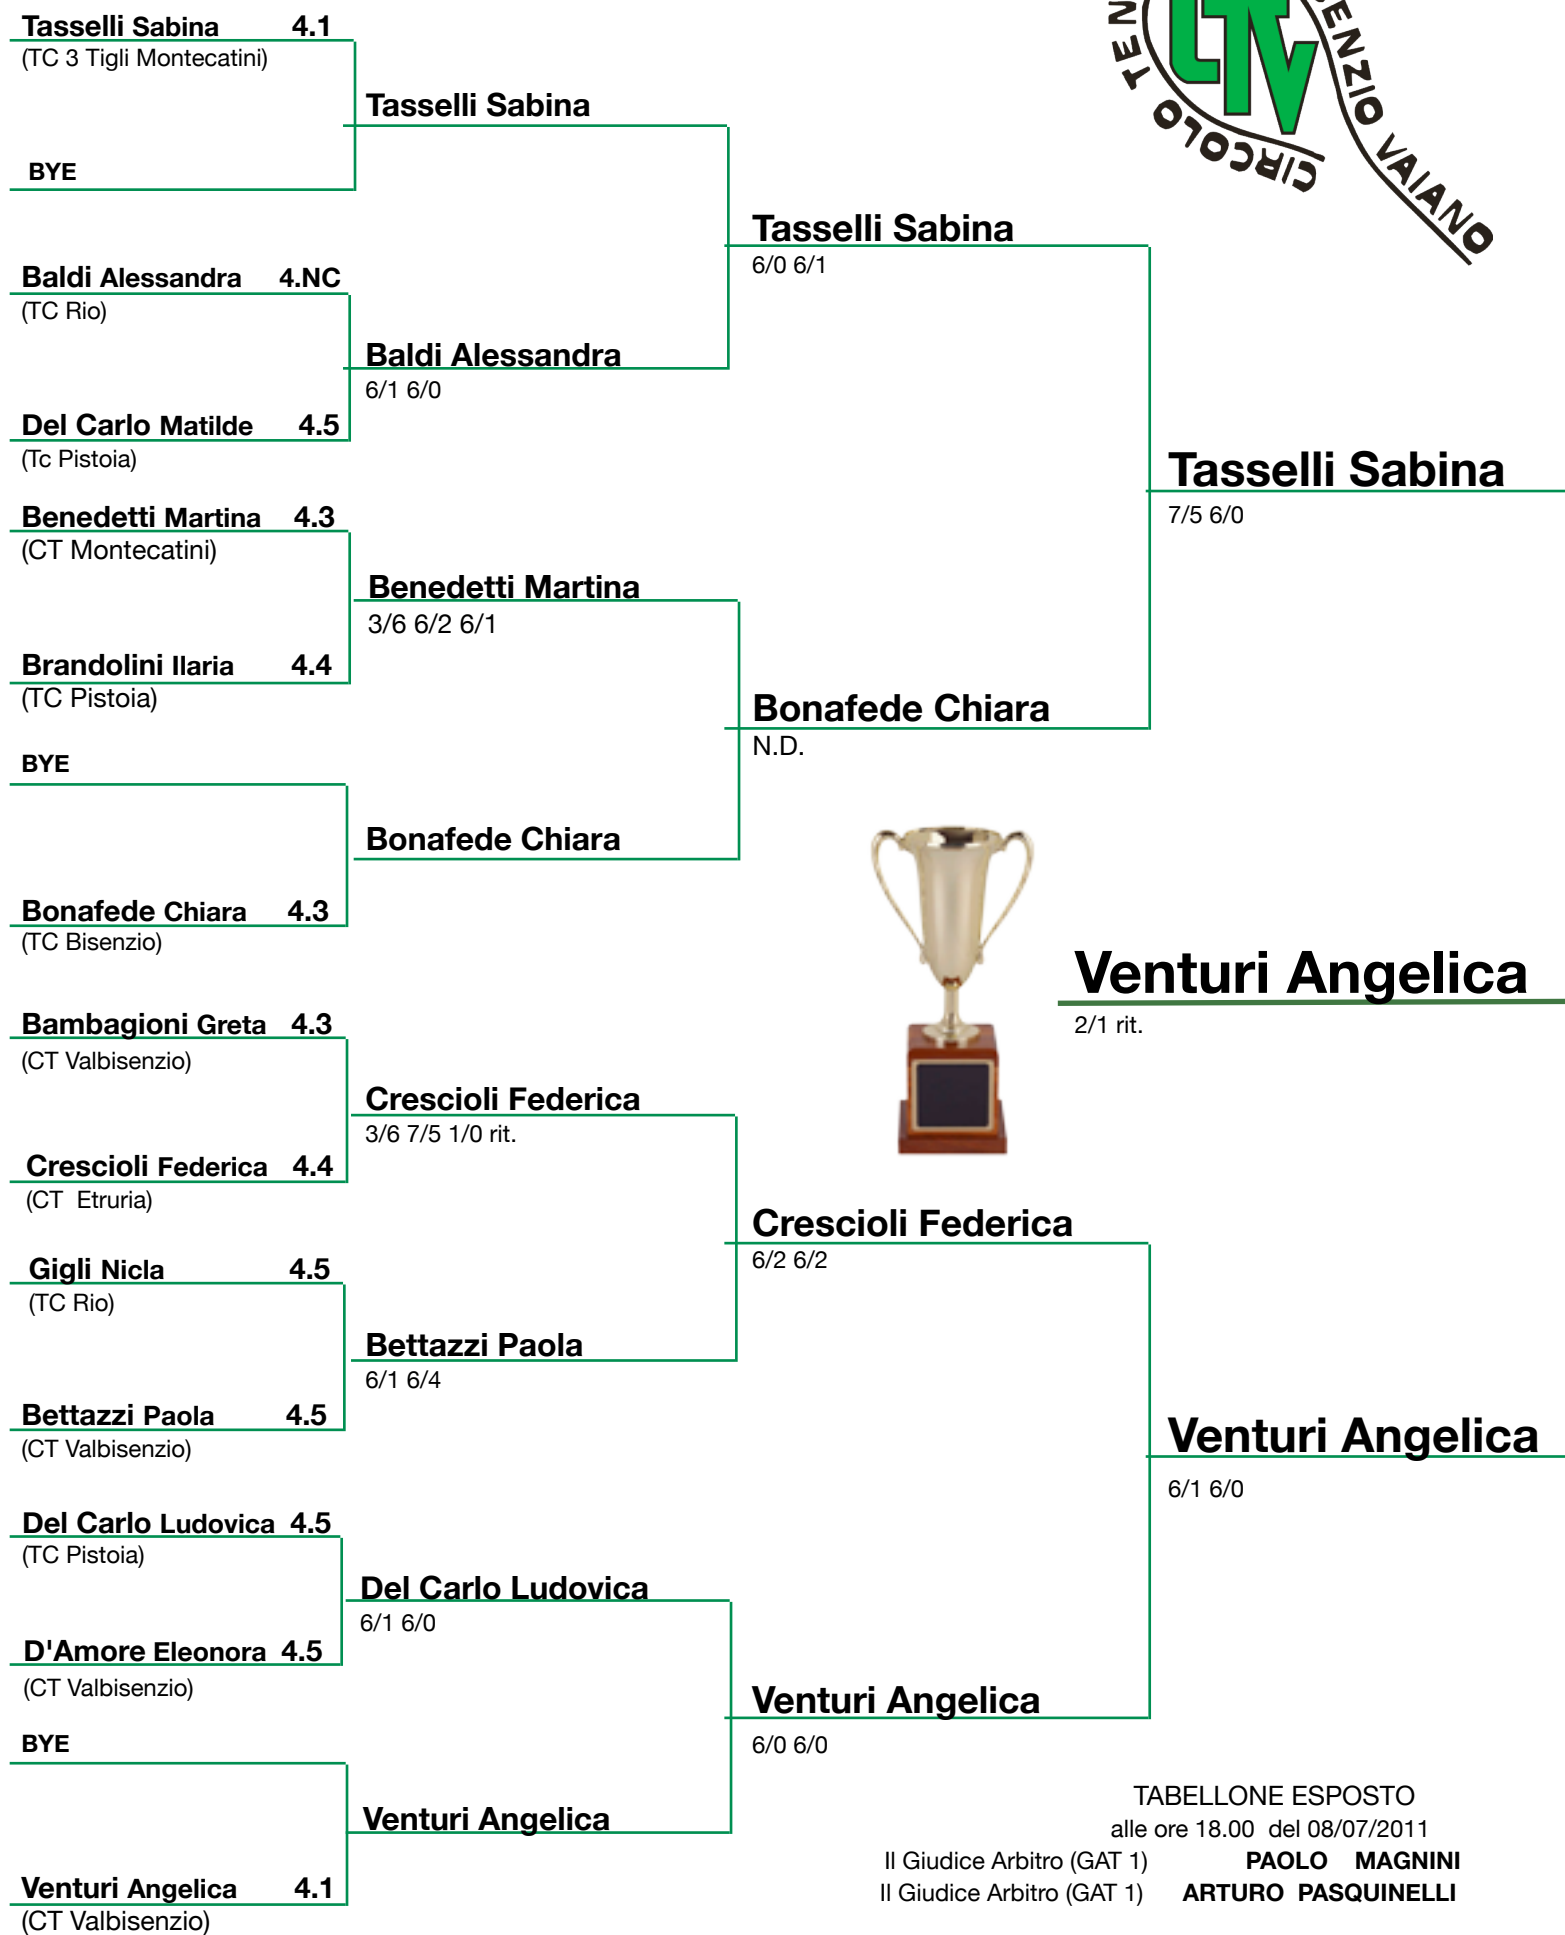 Tasselli Sabina 4.1
(TC 3 Tigli Montecatini)
BYE
Baldi Alessandra 4.NC
(TC Rio)
Del Carlo Matilde 4.5
(Tc Pistoia)
Benedetti Martina 4.3
(CT Montecatini)
Brandolini Ilaria 4.4
(TC Pistoia)
BYE
Bonafede Chiara 4.3
(TC Bisenzio)
Bambagioni Greta 4.3
(CT Valbisenzio)
Crescioli Federica 4.4
(CT Etruria)
Gigli Nicla 4.5
(TC Rio)
Bettazzi Paola 4.5
(CT Valbisenzio)
Del Carlo Ludovica 4.5
(TC Pistoia)
D'Amore Eleonora 4.5
(CT Valbisenzio)
BYE
Venturi Angelica 4.1
(CT Valbisenzio)
Tasselli Sabina
Baldi Alessandra
6/1 6/0
Benedetti Martina
3/6 6/2 6/1
Bonafede Chiara
Crescioli Federica
3/6 7/5 1/0 rit.
Bettazzi Paola
6/1 6/4
Del Carlo Ludovica
6/1 6/0
Venturi Angelica
Tasselli Sabina
6/0 6/1
Bonafede Chiara
N.D.
Crescioli Federica
6/2 6/2
Venturi Angelica
6/0 6/0
Tasselli Sabina
7/5 6/0
Venturi Angelica
6/1 6/0
Venturi Angelica
2/1 rit.
CIRCOLO TEN
ENZIO VAIANO
CTV
TABELLONE ESPOSTO
alle ore 18.00 del 08/07/2011
Il Giudice Arbitro (GAT 1) PAOLO MAGNINI
Il Giudice Arbitro (GAT 1) ARTURO PASQUINELLI